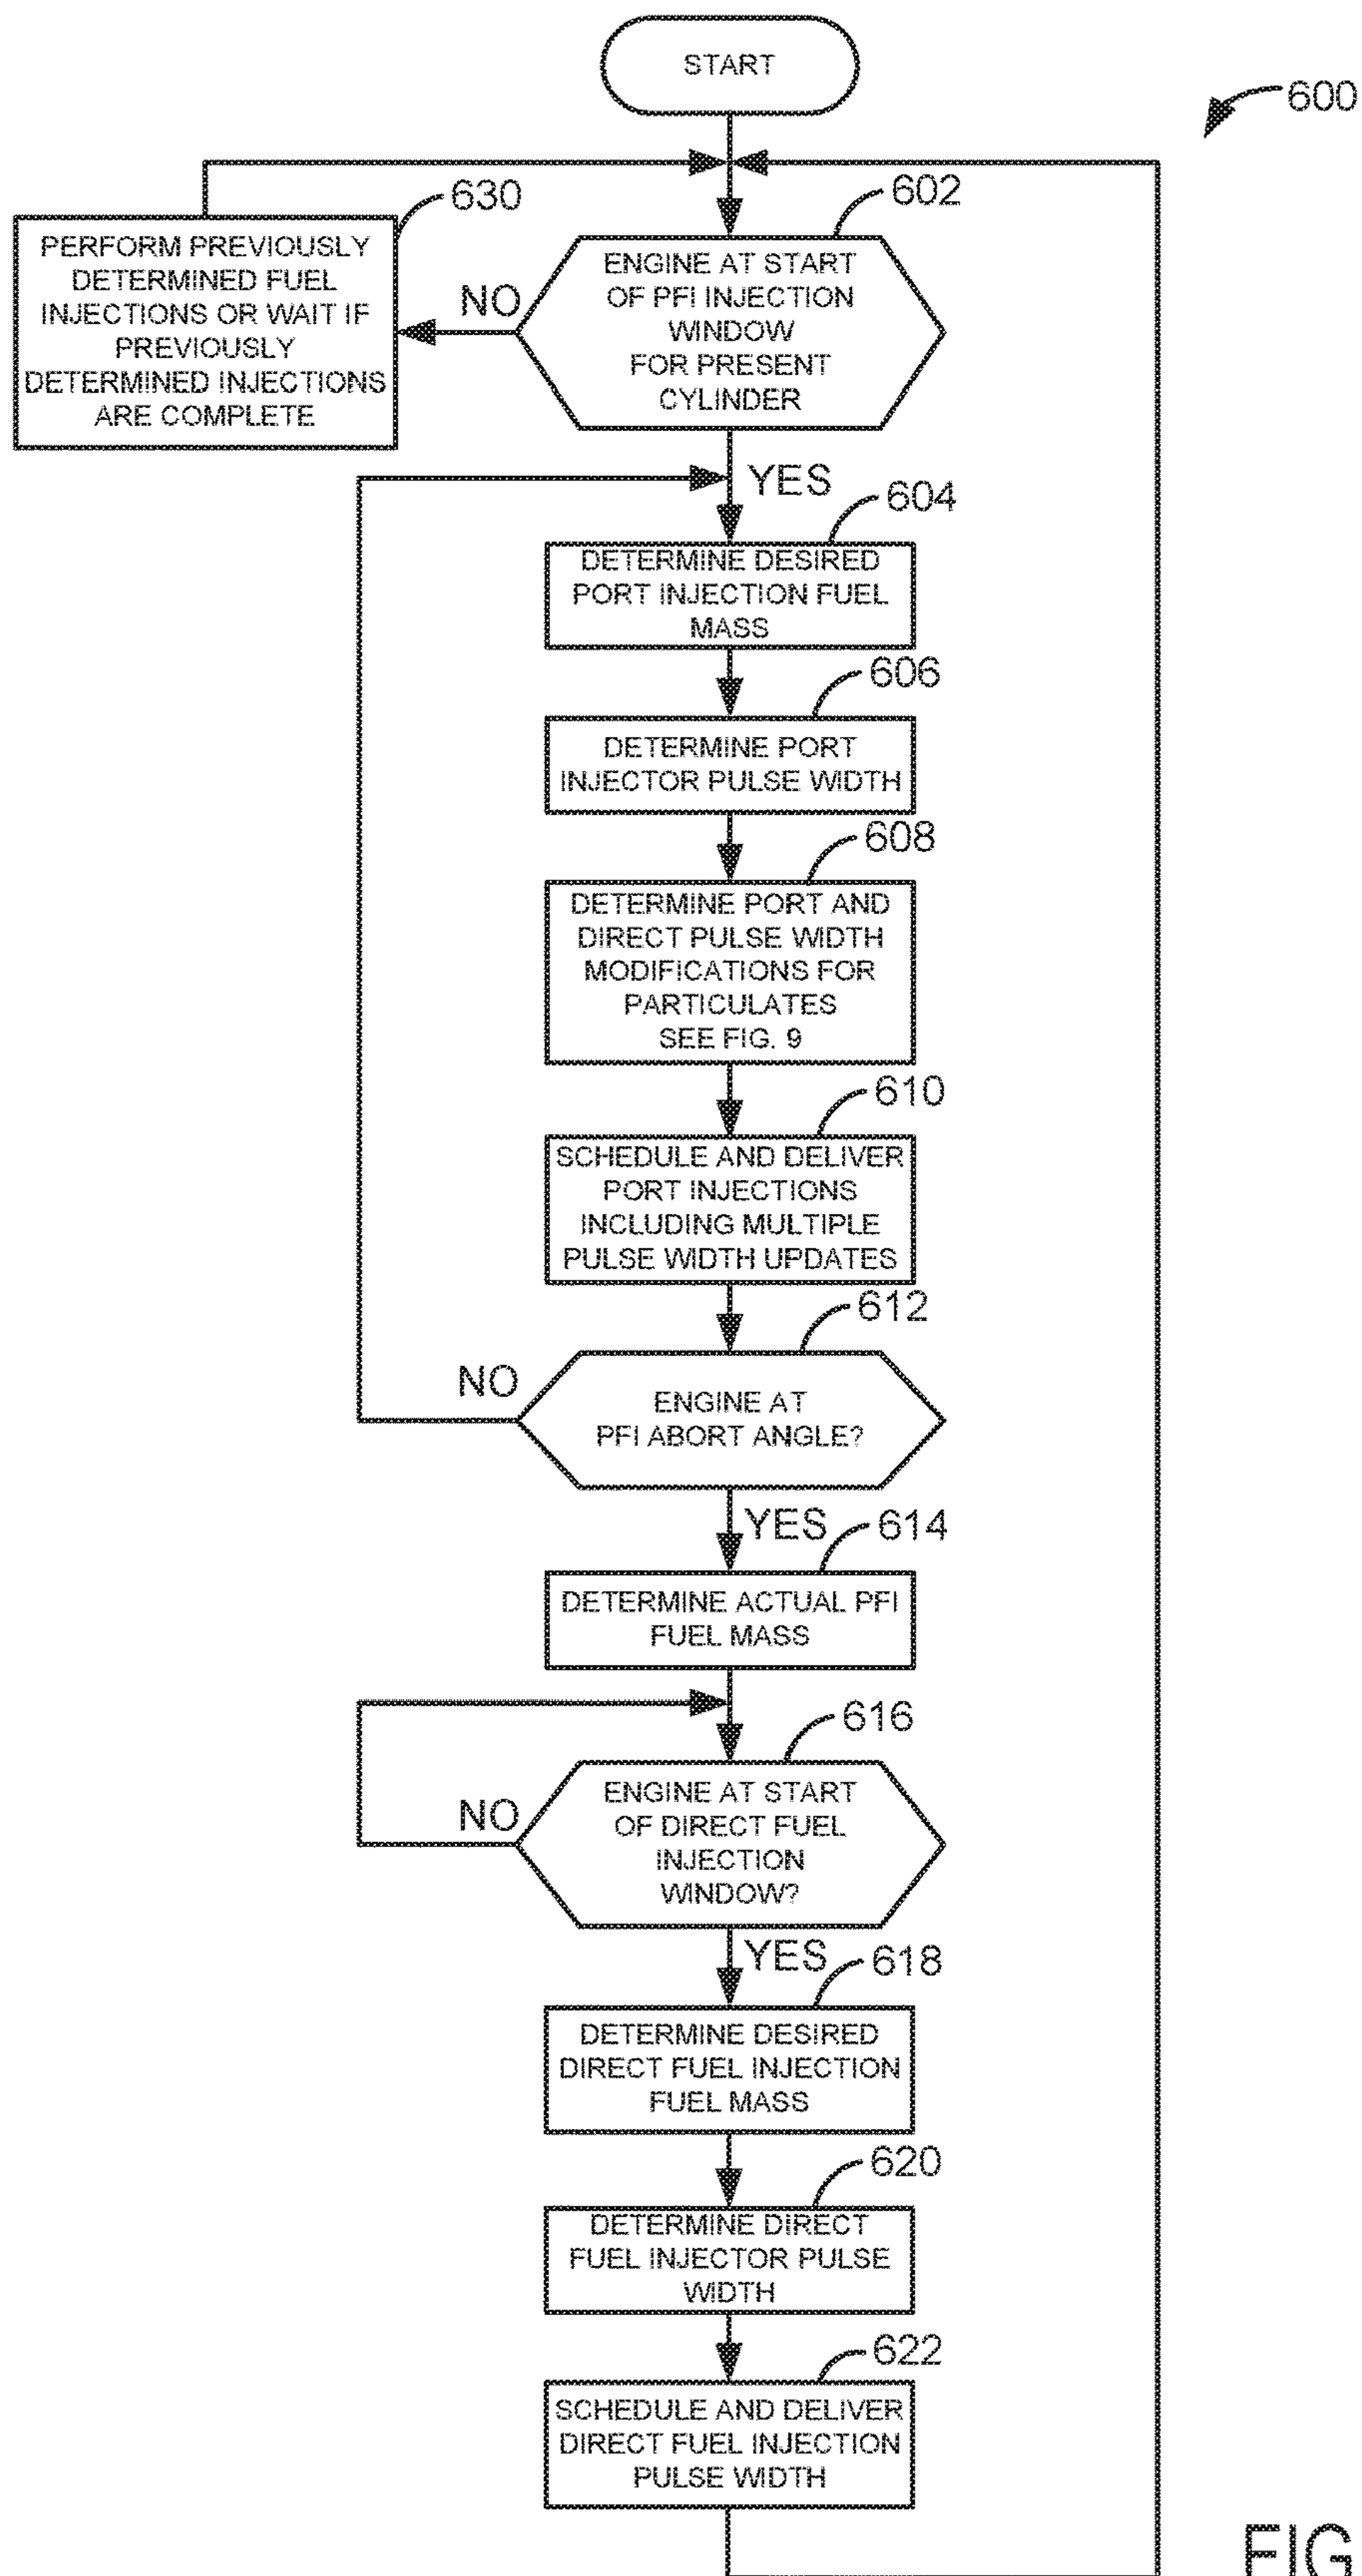 START
600
630
602
PERFORM PREVIOUSLY
DETERMINED FUEL
INJECTIONS OR WAIT IF
PREVIOUSLY
DETERMINED INJECTIONS
ARE COMPLETE
NO
ENGINE AT START
OF PFI INJECTION
WINDOW
FOR PRESENT
CYLINDER
YES
604
DETERMINE DESIRED
PORT INJECTION FUEL
MASS
606
DETERMINE PORT
INJECTOR PULSE WIDTH
608
DETERMINE PORT AND
DIRECT PULSE WIDTH
MODIFICATIONS FOR
PARTICULATES
SEE FIG. 9
610
SCHEDULE AND DELIVER
PORT INJECTIONS
INCLUDING MULTIPLE
PULSE WIDTH UPDATES
612
NO
ENGINE AT
PFI ABORT ANGLE?
YES
614
DETERMINE ACTUAL PFI
FUEL MASS
616
NO
ENGINE AT START
OF DIRECT FUEL
INJECTION
WINDOW?
YES
618
DETERMINE DESIRED
DIRECT FUEL INJECTION
FUEL MASS
620
DETERMINE DIRECT
FUEL INJECTOR PULSE
WIDTH
622
SCHEDULE AND DELIVER
DIRECT FUEL INJECTION
PULSE WIDTH
FIG